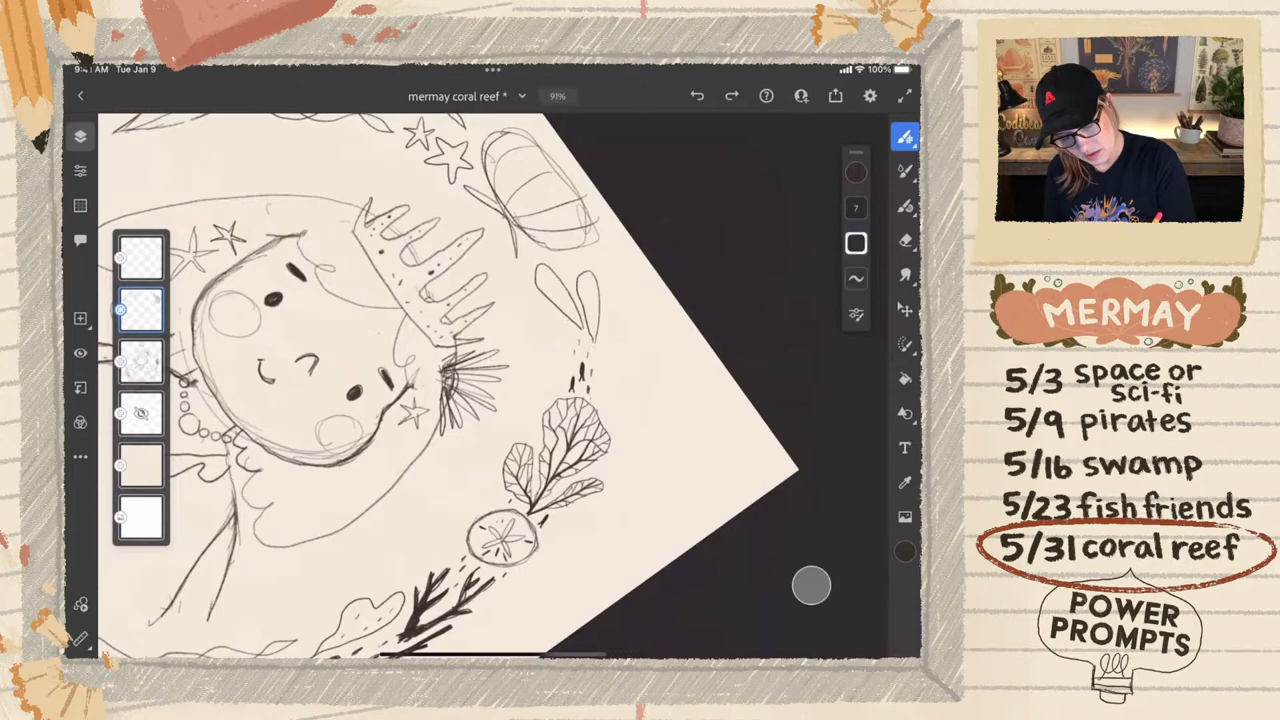 9:41 AM Tue Jan 9
100%
mermay coral reef *
91%
7
T
A
MERMAY
5/3 space or
sci-fi
5/9 pirates
5/16 swamp
5/23 fish friends
5/31 coral reef
POWER
PROMPTS